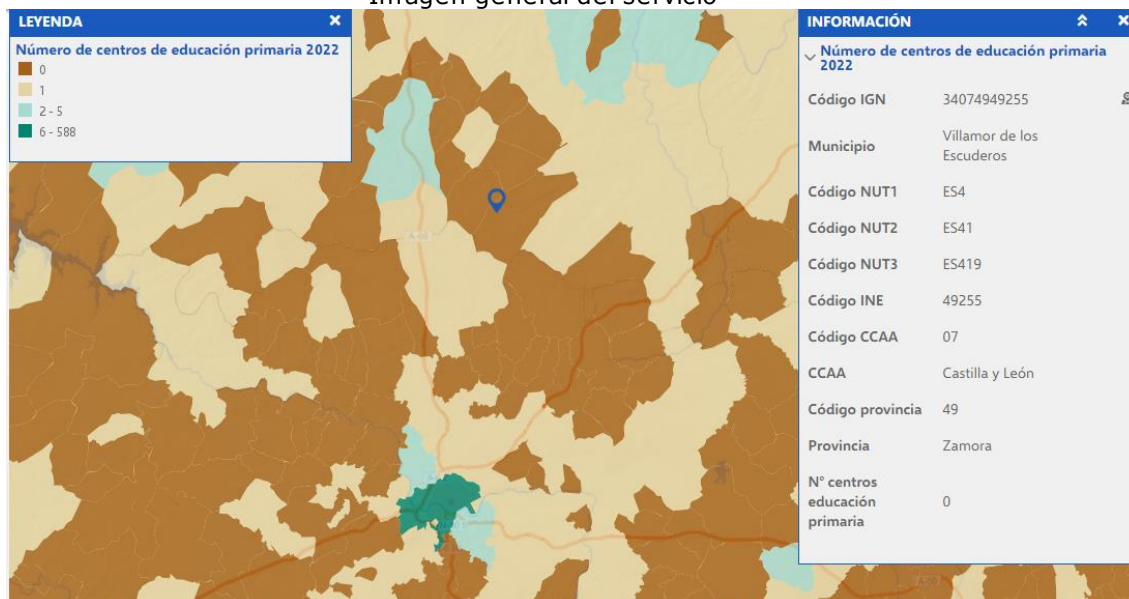 Imagen general del servicio
LEYENDA
Número de centros de educación primaria 2022
0
1
2 - 5
6 - 588
INFORMACIÓN
Número de centros de educación primaria
2022
Código IGN 34074949255
Municipio Villamor de los
Escuderos
Código NUT1 ES4
Código NUT2 ES41
Código NUT3 ES419
Código INE 49255
Código CCAA 07
CCAA Castilla y León
Código provincia 49
Provincia Zamora
N° centros
educación
primaria 0